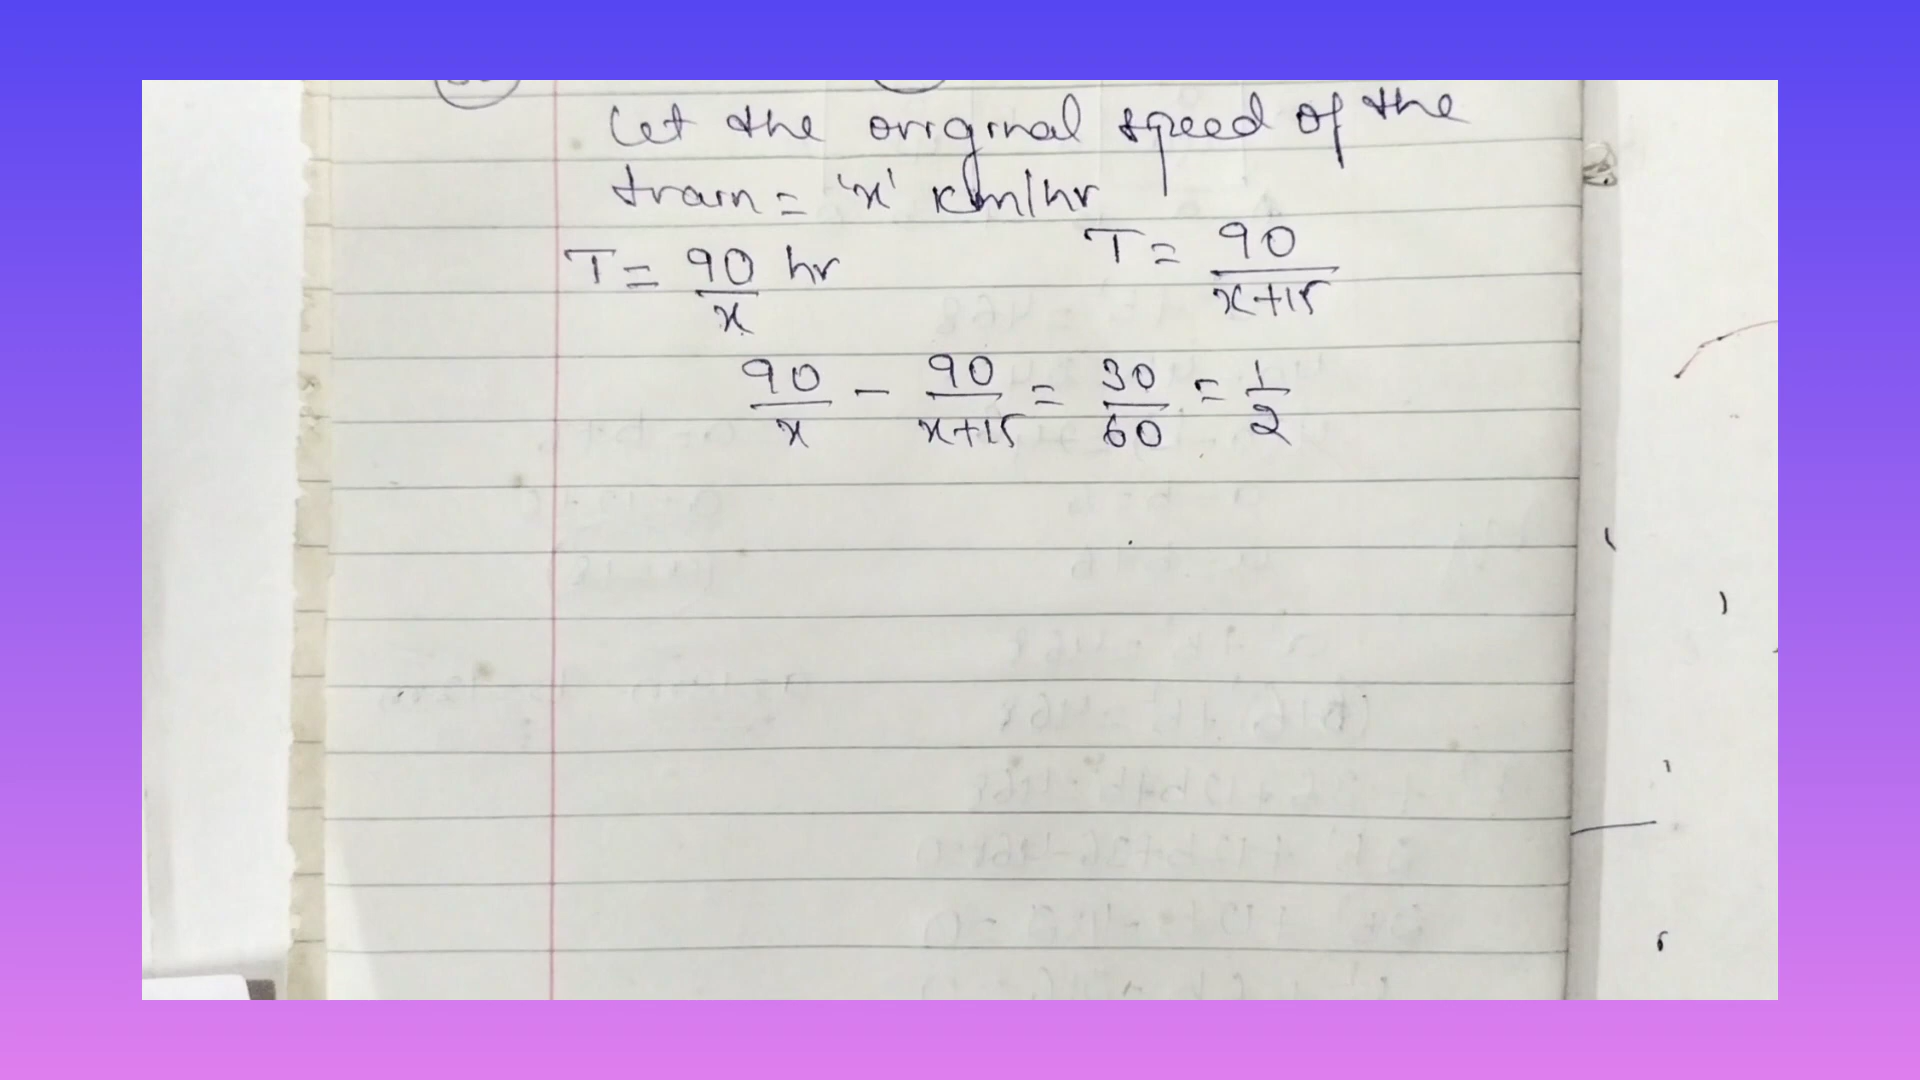 Let the original speed of the
train = 'x' km/hr
T = 90/x hr T = 90/x+15
90/x - 90/x+15 = 30/60 = 1/2